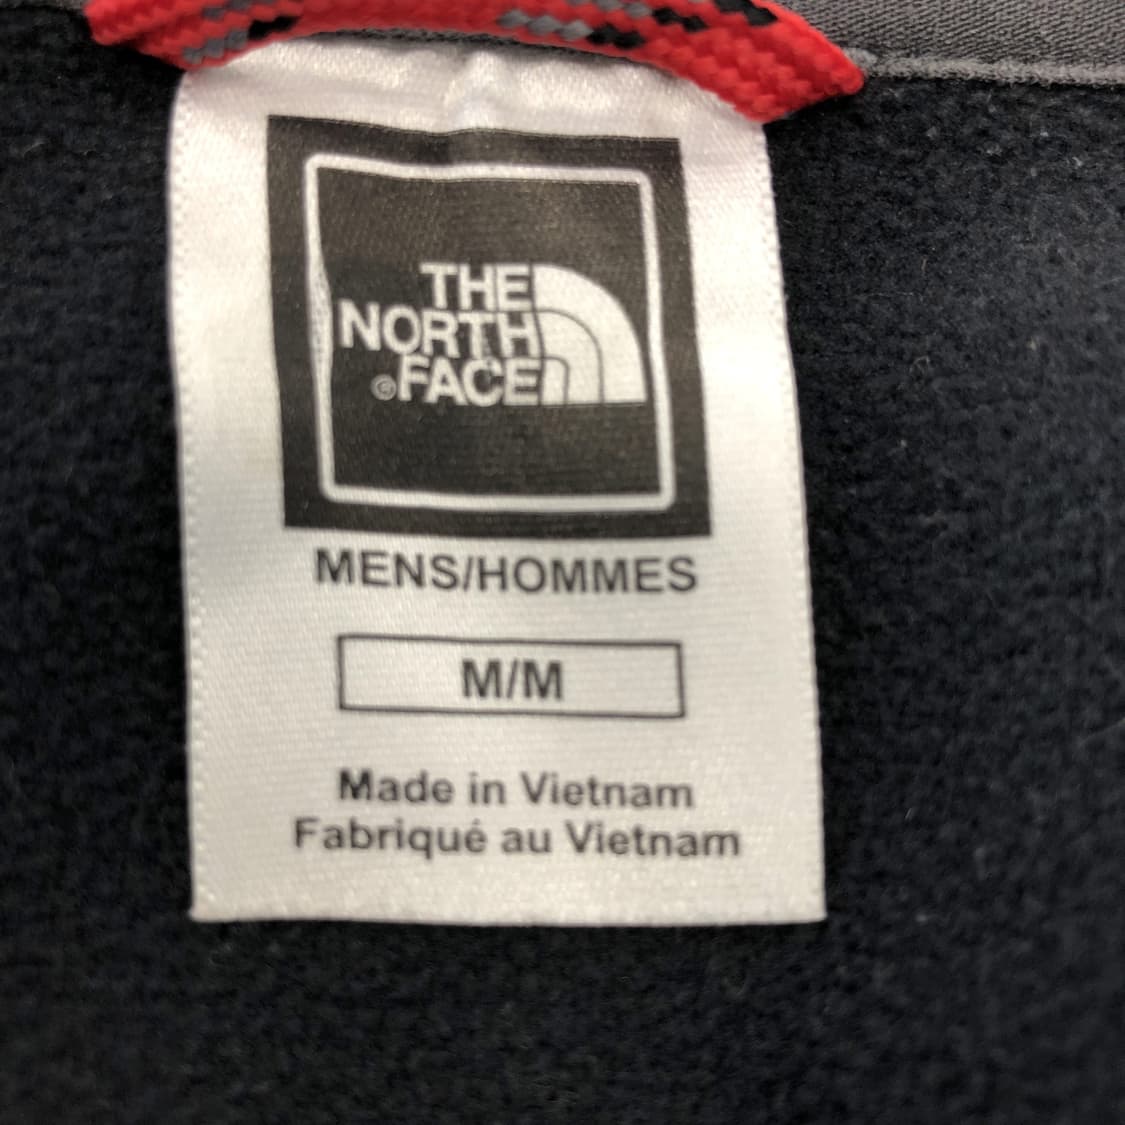 THE
NORTH
©FACE
MENS/HOMMES
M/M
Made in Vietnam
Fabriqué au Vietnam